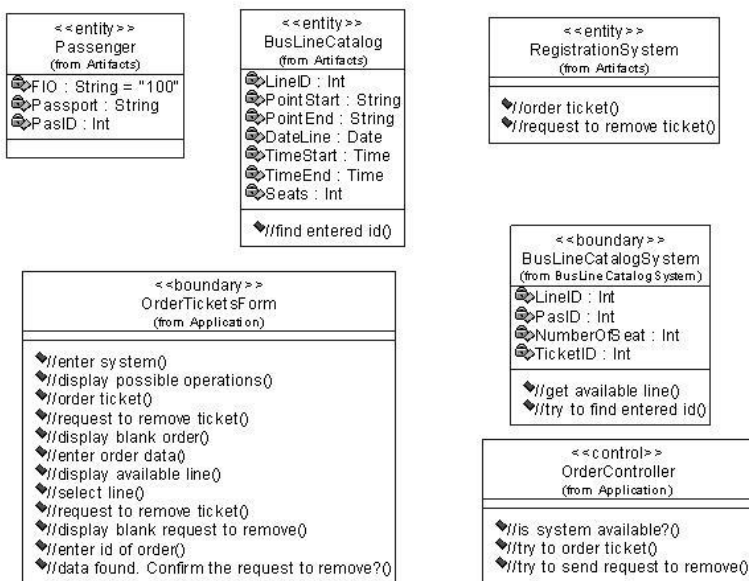 <<entity>>
Passenger
(from Artifacts)
FIO : String = "100"
Passport : String
PasID : Int
<<entity>>
BusLineCatalog
(from Artifacts)
LineID : Int
PointStart : String
PointEnd : String
DateLine : Date
TimeStart : Time
TimeEnd : Time
Seats : Int
//find entered id()
<<entity>>
RegistrationSystem
(from Artifacts)
//order ticket()
//request to remove ticket()
<<boundary>>
OrderTicketsForm
(from Application)
//enter system()
//display possible operations()
//order ticket()
//request to remove ticket()
//display blank order()
//enter order data()
//display available line()
//select line()
//request to remove ticket()
//display blank request to remove()
//enter id of order()
//data found. Confirm the request to remove?()
<<boundary>>
BusLineCatalogSystem
(from BusLineCatalogSystem)
LineID : Int
PasID : Int
NumberOfSeat : Int
TicketID : Int
//get available line()
//try to find entered id()
<<control>>
OrderController
(from Application)
//is system available?()
//try to order ticket()
//try to send request to remove()